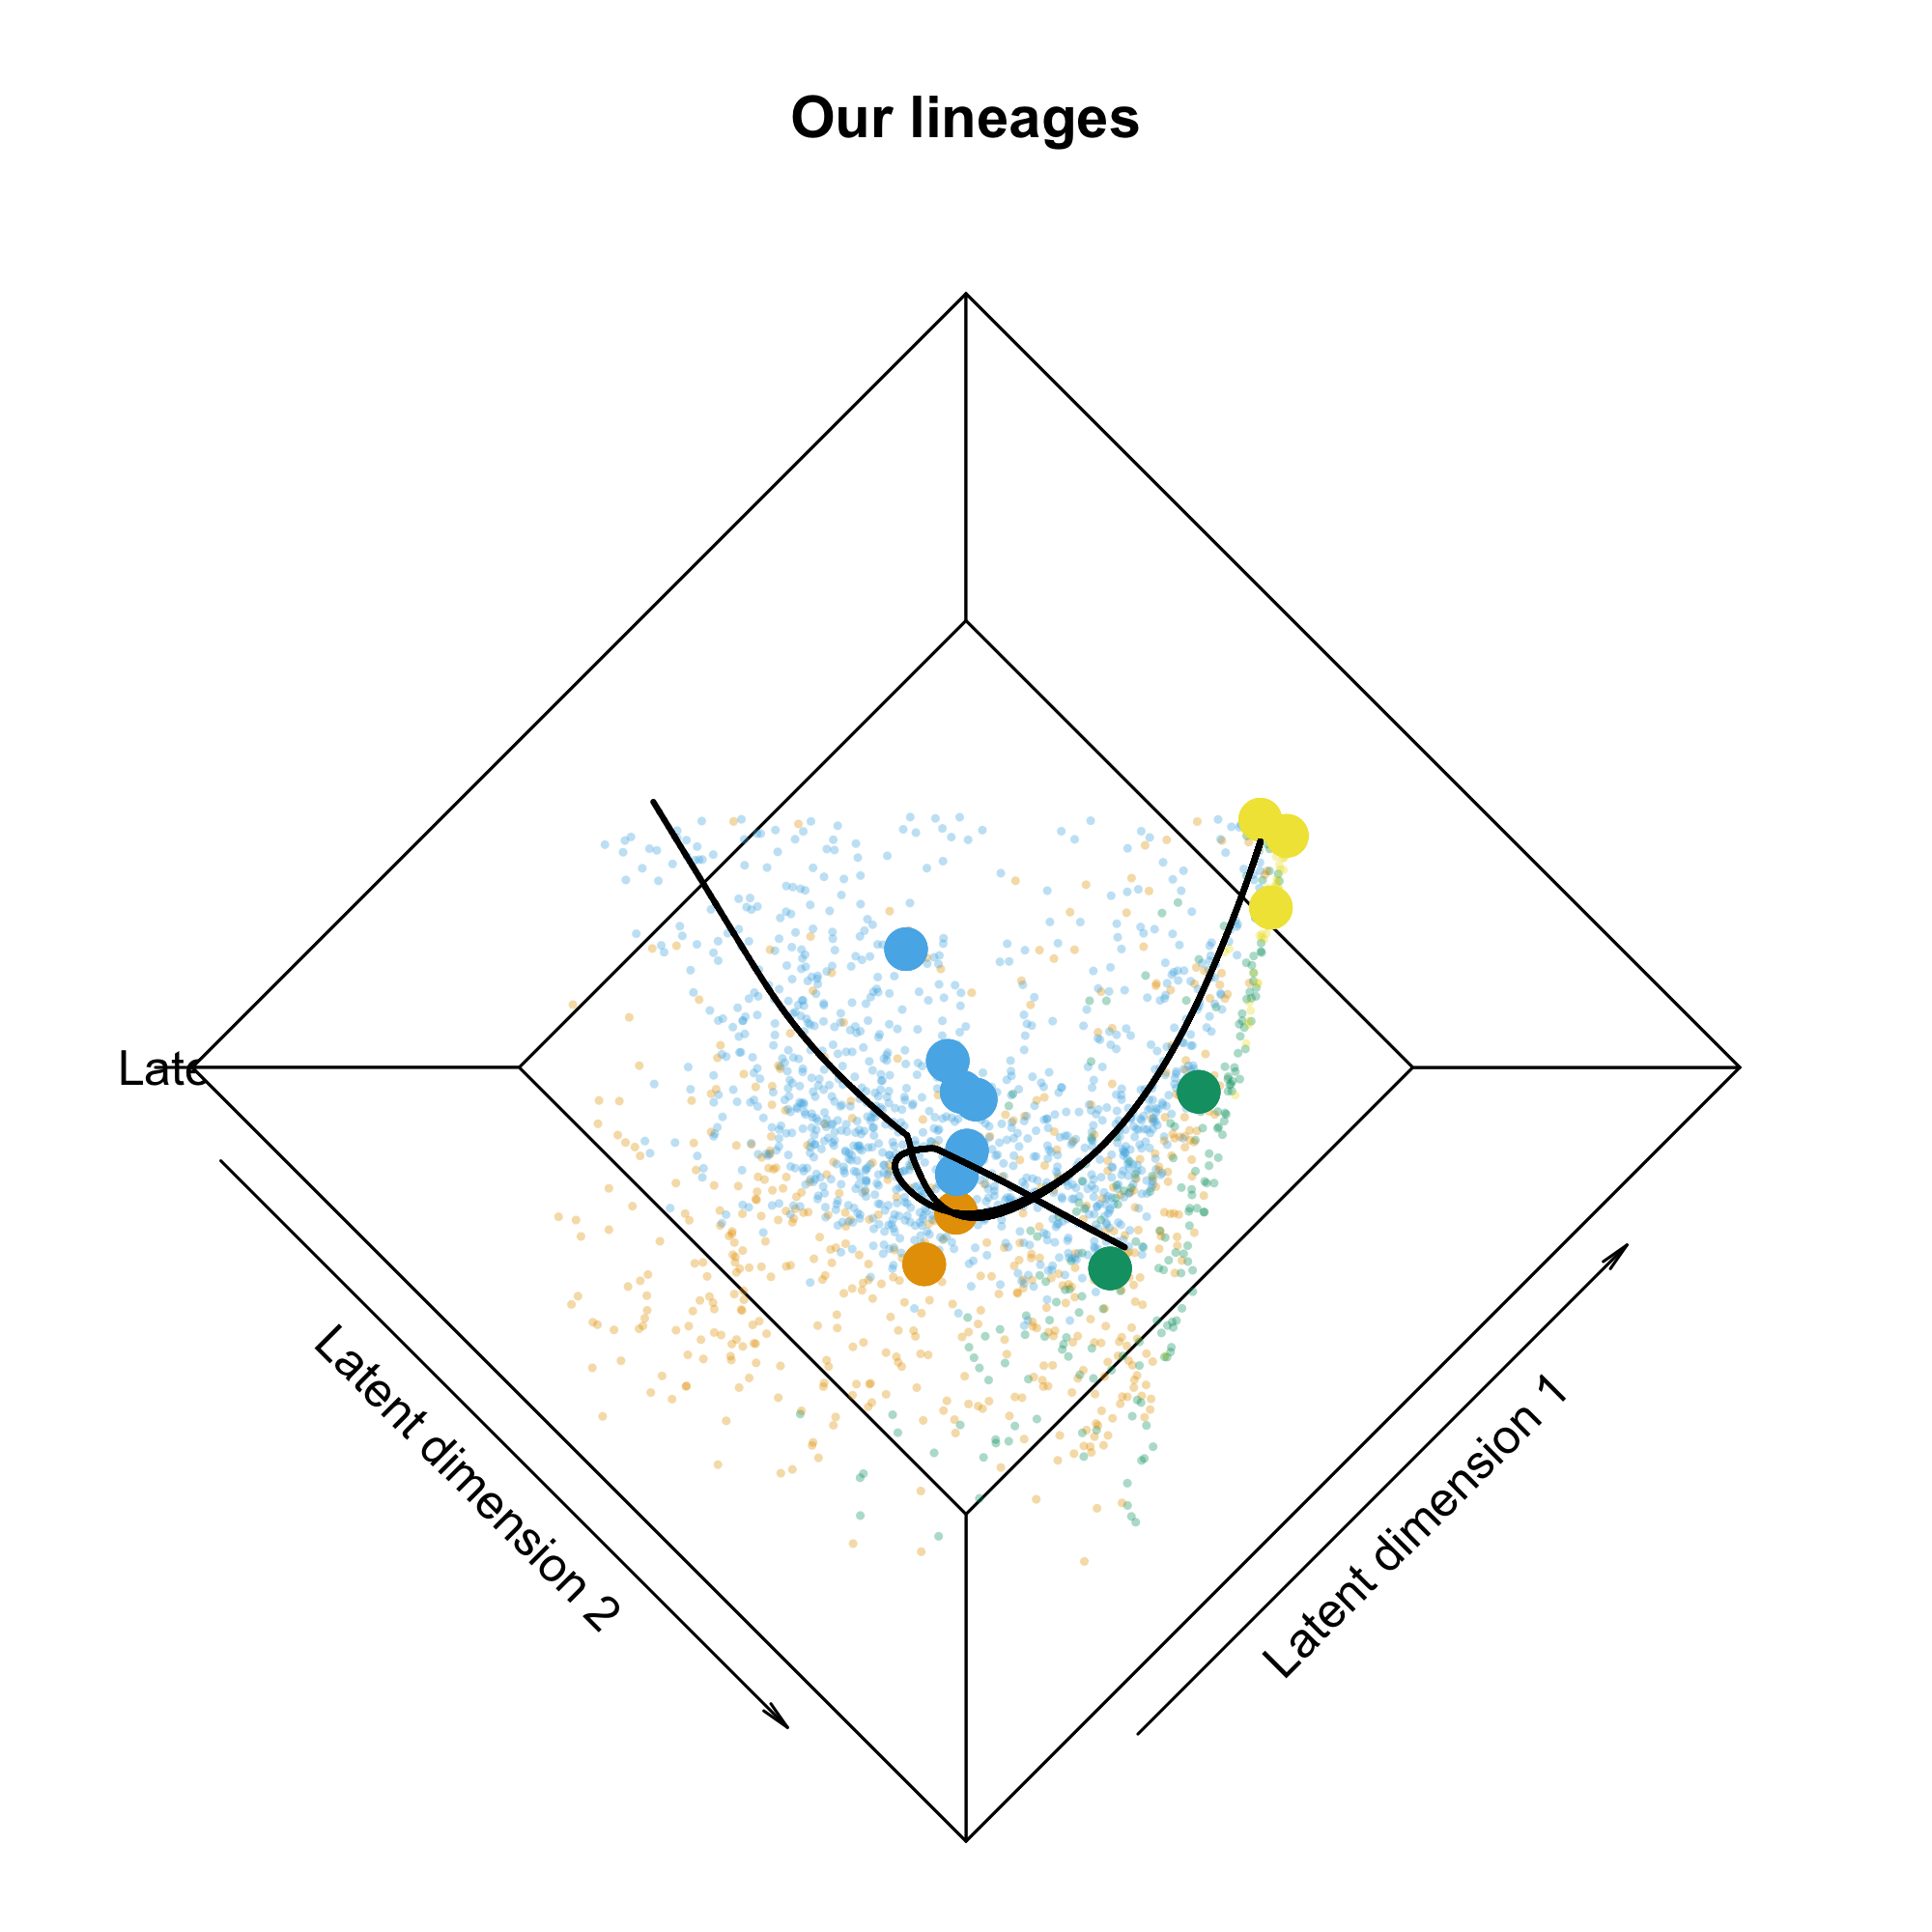 Our lineages
Late
Latent dimension 2
Latent dimension 1